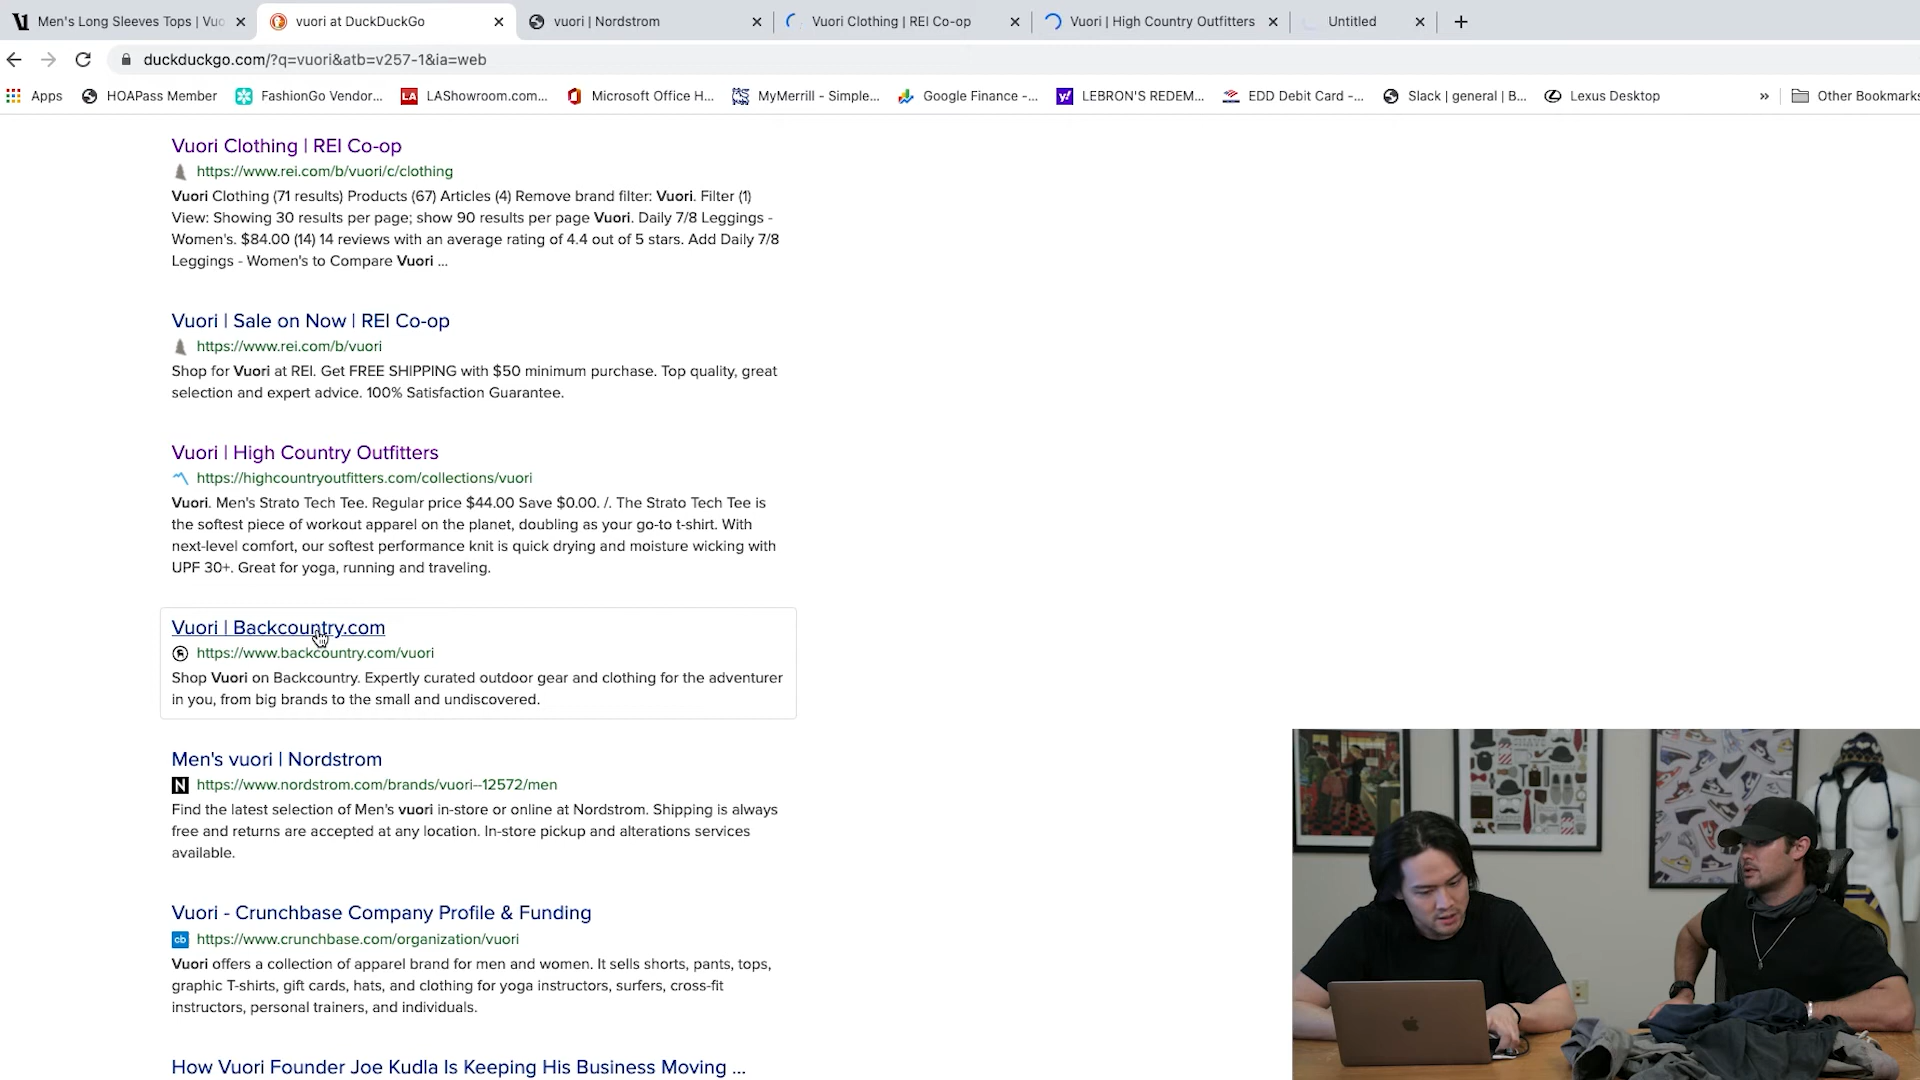 Men's Long Sleeves Tops | Vuo
vuori at DuckDuckGo
vuori | Nordstrom
Vuori Clothing | REI Co-op
Vuori | High Country Outfitters
Untitled
duckduckgo.com/?q=vuori&atb=v257-1&ia=web
Apps
HOAPass Member
FashionGo Vendor...
LAShowroom.com...
Microsoft Office H...
MyMerrill - Simple...
Google Finance -...
LEBRON'S REDEM...
EDD Debit Card -...
Slack | general | B...
Lexus Desktop
»
Other Bookmarks
Vuori Clothing | REI Co-op
https://www.rei.com/b/vuori/c/clothing
Vuori Clothing (71 results) Products (67) Articles (4) Remove brand filter: Vuori. Filter (1)
View: Showing 30 results per page; show 90 results per page Vuori. Daily 7/8 Leggings -
Women's. $84.00 (14) 14 reviews with an average rating of 4.4 out of 5 stars. Add Daily 7/8
Leggings - Women's to Compare Vuori ...
Vuori | Sale on Now | REI Co-op
https://www.rei.com/b/vuori
Shop for Vuori at REI. Get FREE SHIPPING with $50 minimum purchase. Top quality, great
selection and expert advice. 100% Satisfaction Guarantee.
Vuori | High Country Outfitters
https://highcountryoutfitters.com/collections/vuori
Vuori. Men's Strato Tech Tee. Regular price $44.00 Save $0.00. /. The Strato Tech Tee is
the softest piece of workout apparel on the planet, doubling as your go-to t-shirt. With
next-level comfort, our softest performance knit is quick drying and moisture wicking with
UPF 30+. Great for yoga, running and traveling.
Vuori | Backcountry.com
https://www.backcountry.com/vuori
Shop Vuori on Backcountry. Expertly curated outdoor gear and clothing for the adventurer
in you, from big brands to the small and undiscovered.
Men's vuori | Nordstrom
https://www.nordstrom.com/brands/vuori--12572/men
Find the latest selection of Men's vuori in-store or online at Nordstrom. Shipping is always
free and returns are accepted at any location. In-store pickup and alterations services
available.
Vuori - Crunchbase Company Profile & Funding
https://www.crunchbase.com/organization/vuori
Vuori offers a collection of apparel brand for men and women. It sells shorts, pants, tops,
graphic T-shirts, gift cards, hats, and clothing for yoga instructors, surfers, cross-fit
instructors, personal trainers, and individuals.
How Vuori Founder Joe Kudla Is Keeping His Business Moving ...